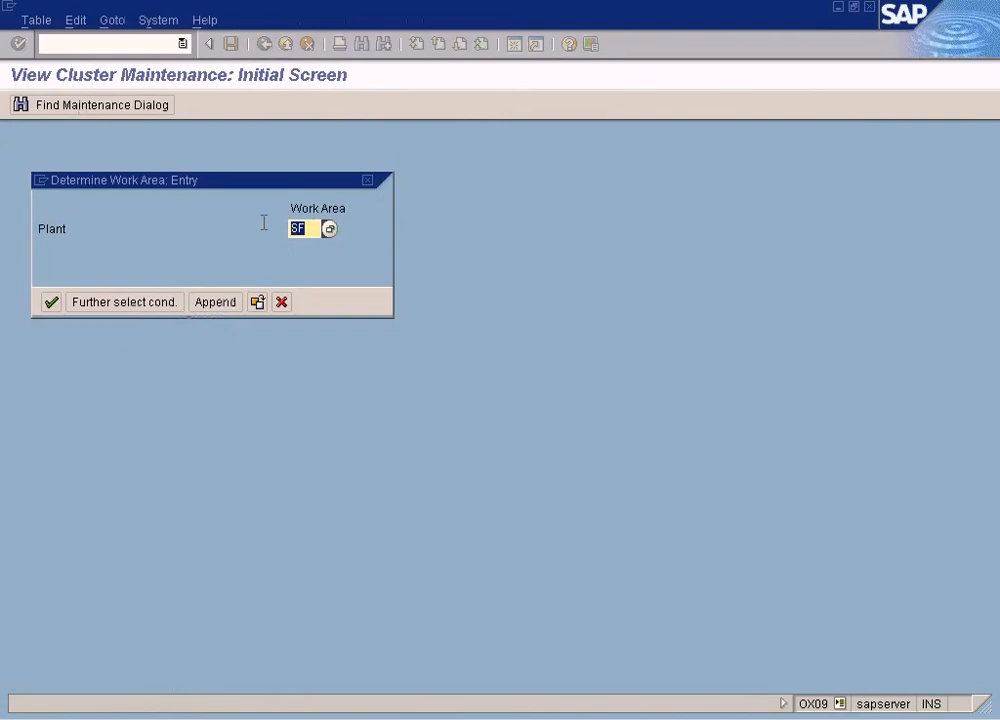 Table Edit Goto System Help
SAP
View Cluster Maintenance: Initial Screen
Find Maintenance Dialog
Determine Work Area: Entry
Work Area
Plant SF
Further select cond. Append
OX09 sapserver INS